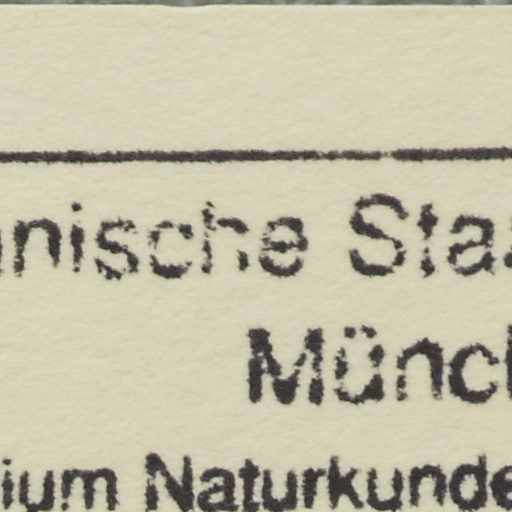 nische Sta
Münc
ium Naturkunde